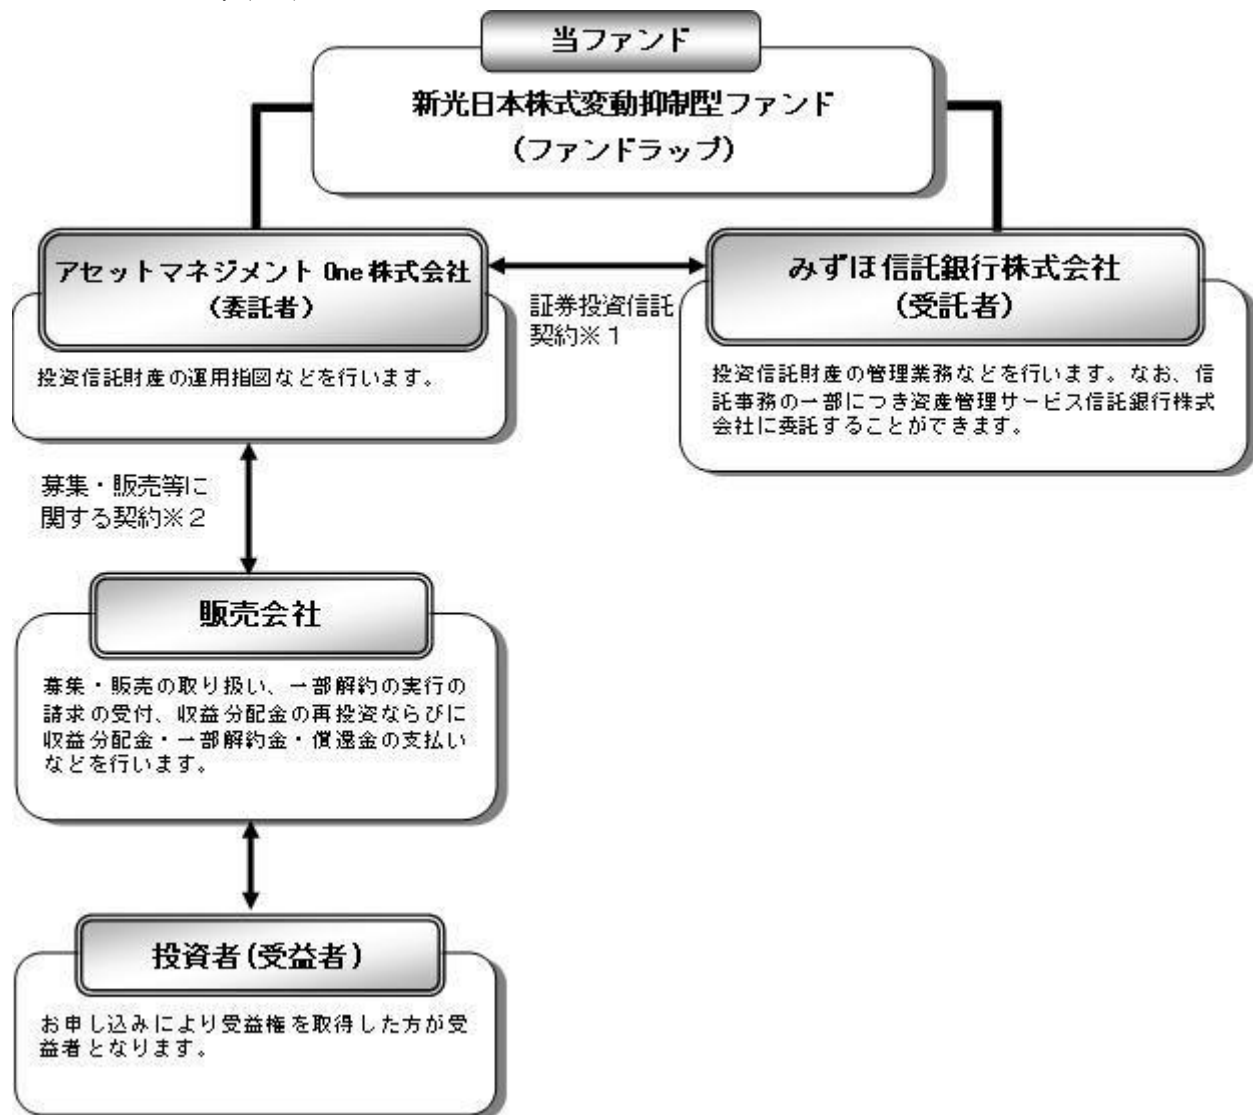 当ファンド
新光日本株式変動抑制型ファンド
(ファンドラップ)
アセットマネジメント One 株式会社
(委託者)
投資信託財産の運用指図などを行います。
証券投資信託
契約※1
みずほ信託銀行株式会社
(受託者)
投資信託財産の管理業務などを行います。なお、信
託事務の一部につき資産管理サービス信託銀行株式
会社に委託することができます。
募集・販売等に
関する契約※2
販売会社
募集・販売の取り扱い、一部解約の実行の
請求の受付、収益分配金の再投資ならびに
収益分配金・一部解約金・償還金の支払い
などを行います。
投資者(受益者)
お申し込みにより受益権を取得した方が受
益者となります。